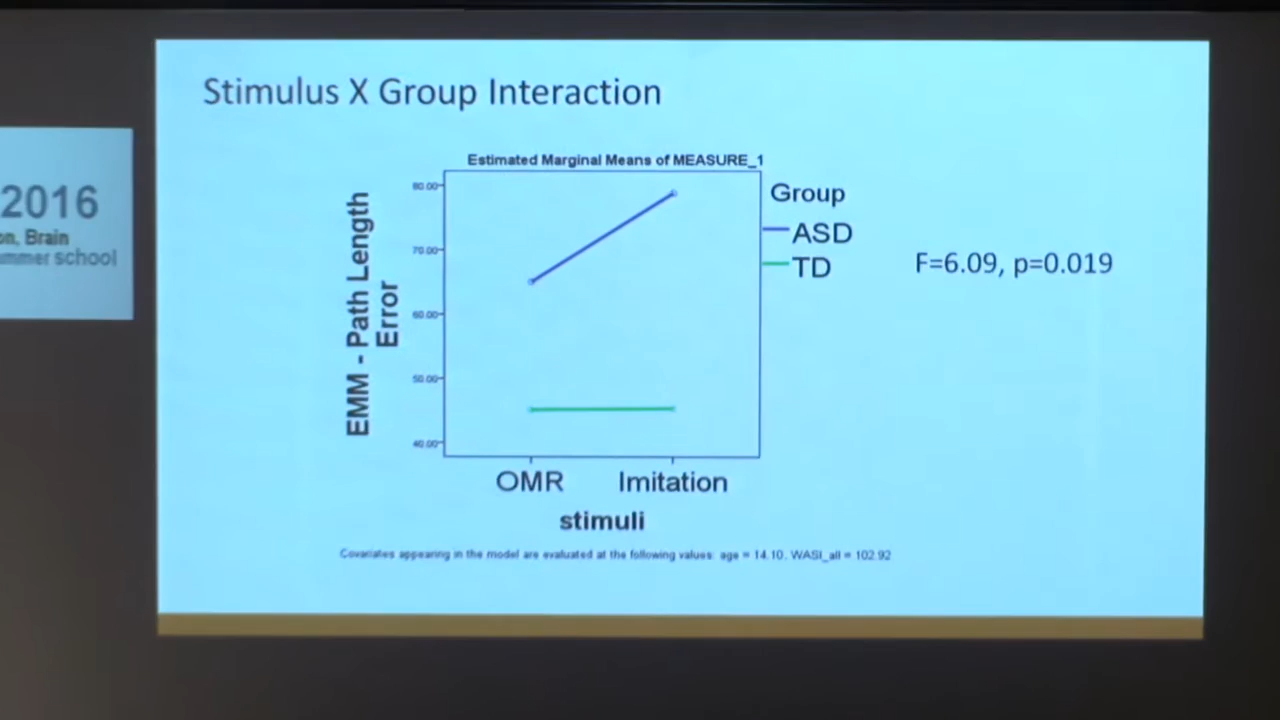 Stimulus X Group Interaction
2016
on, Brain
ummer school
Estimated Marginal Means of MEASURE_1
EMM - Path Length
Error
80.00
70.00
60.00
50.00
40.00
Group
ASD
TD
F=6.09, p=0.019
OMR Imitation
stimuli
Covariates appearing in the model are evaluated at the following values: age = 14.10, WASI_all = 102.92